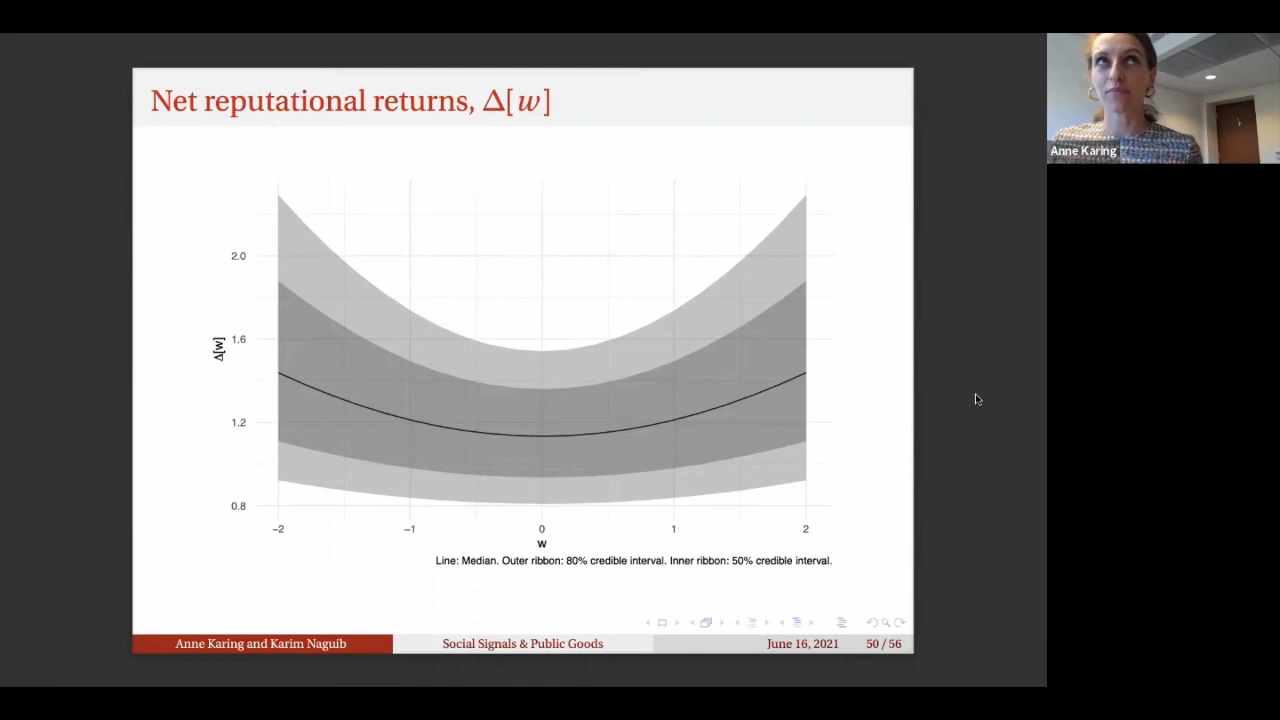 Net reputational returns, Δ[w]
Anne Karing
2.0
1.6
1.2
0.8
Δ[w]
−2
−1
0
1
2
w
Line: Median. Outer ribbon: 80% credible interval. Inner ribbon: 50% credible interval.
Anne Karing and Karim Naguib
Social Signals & Public Goods
June 16, 2021
50 / 56